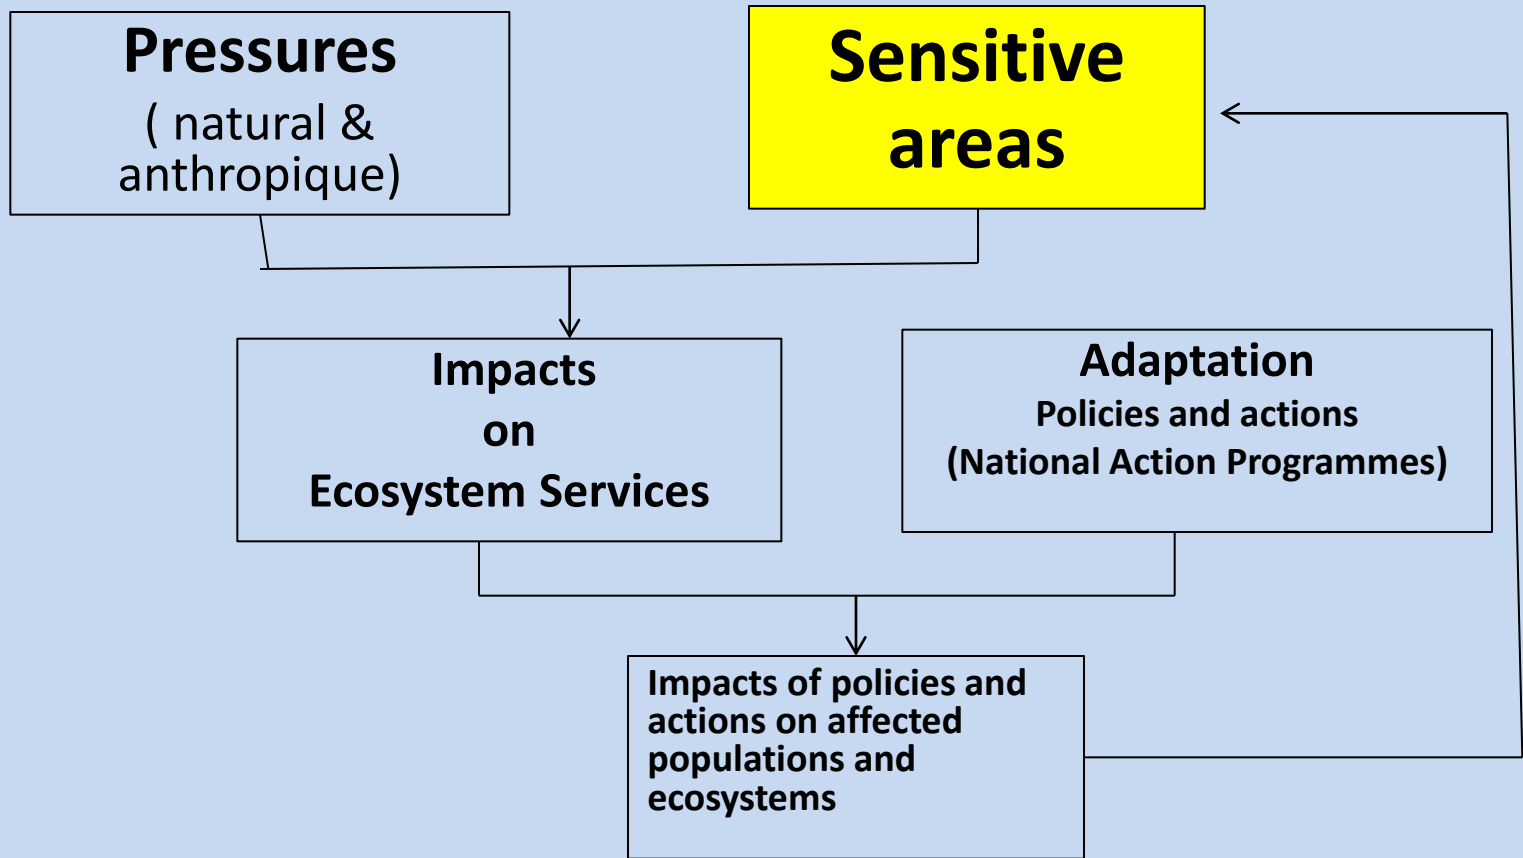 Pressures
( natural &
anthropique)
Sensitive
areas
Impacts
on
Ecosystem Services
Adaptation
Policies and actions
(National Action Programmes)
Impacts of policies and
actions on affected
populations and
ecosystems